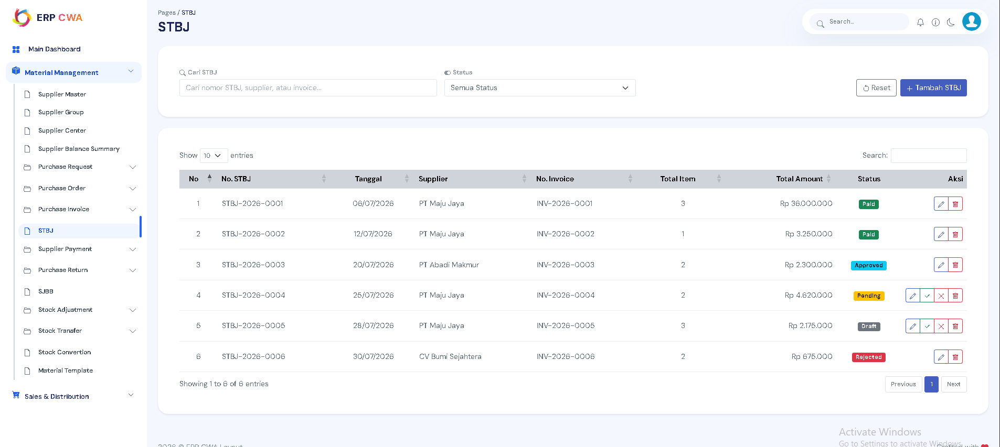 ERP CWA
Main Dashboard
Material Management
Supplier Master
Supplier Group
Supplier Center
Supplier Balance Summary
Purchase Request
Purchase Order
Purchase Invoice
STBJ
Supplier Payment
Purchase Return
SJBB
Stock Adjustment
Stock Transfer
Stock Convertion
Material Template
Sales & Distribution
Pages / STBJ
STBJ
Search...
Cari STBJ
Cari nomor STBJ, supplier, atau invoice...
Status
Semua Status
Reset
+ Tambah STBJ
Show 10 entries
Search:
No No. STBJ Tanggal Supplier No. Invoice Total Item Total Amount Status Aksi
1 STBJ-2026-0001 06/07/2026 PT Maju Jaya INV-2026-0001 3 Rp 36.000.000 Paid
2 STBJ-2026-0002 12/07/2026 PT Maju Jaya INV-2026-0002 1 Rp 3.250.000 Paid
3 STBJ-2026-0003 20/07/2026 PT Abadi Makmur INV-2026-0003 2 Rp 2.300.000 Approved
4 STBJ-2026-0004 25/07/2026 PT Maju Jaya INV-2026-0004 2 Rp 4.620.000 Pending
5 STBJ-2026-0005 28/07/2026 PT Maju Jaya INV-2026-0005 3 Rp 2.175.000 Draft
6 STBJ-2026-0006 30/07/2026 CV Bumi Sejahtera INV-2026-0006 2 Rp 675.000 Rejected
Showing 1 to 6 of 6 entries
Previous 1 Next
Activate Windows
Go to Settings to activate Windows.
2026 © ERP CWA Layout
Crafted with